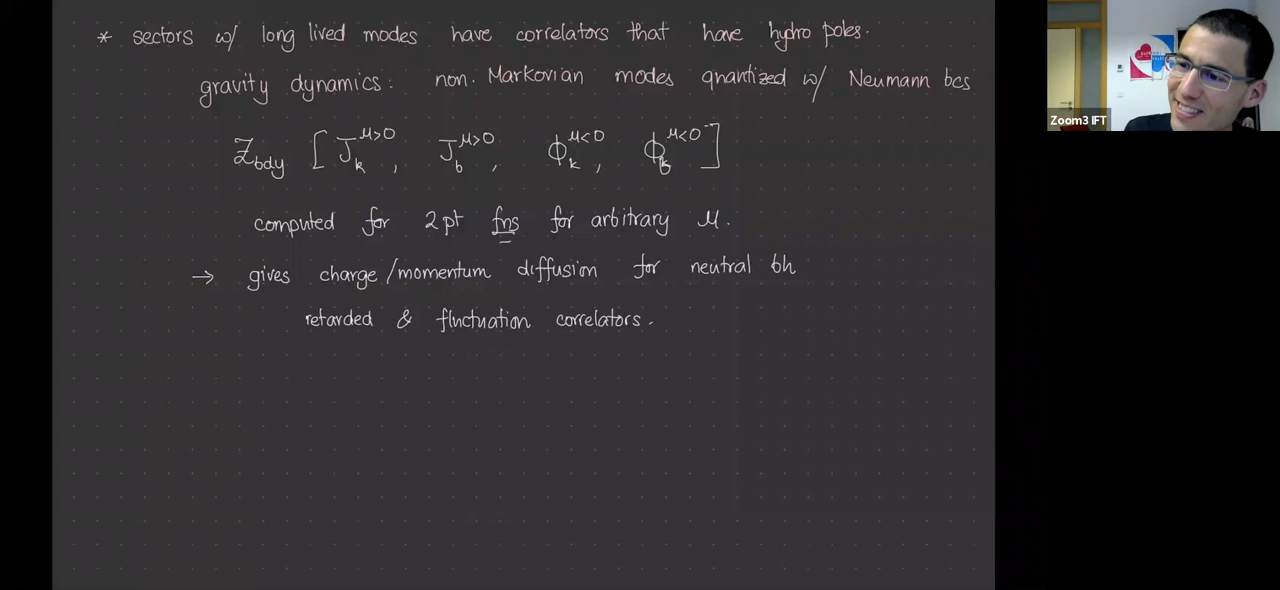 * sectors w/ long lived modes have correlators that have hydro poles.
gravity dynamics: non. Markovian modes quantized w/ Neumann bcs
Z_bdy [ J_k^{μ>0}, J_b^{μ>0}, Φ_k^{μ<0}, Φ_b^{μ<0} ]
computed for 2pt fns for arbitrary μ.
→ gives charge/momentum diffusion for neutral bh
retarded & fluctuation correlators.
Zoom3 IFT